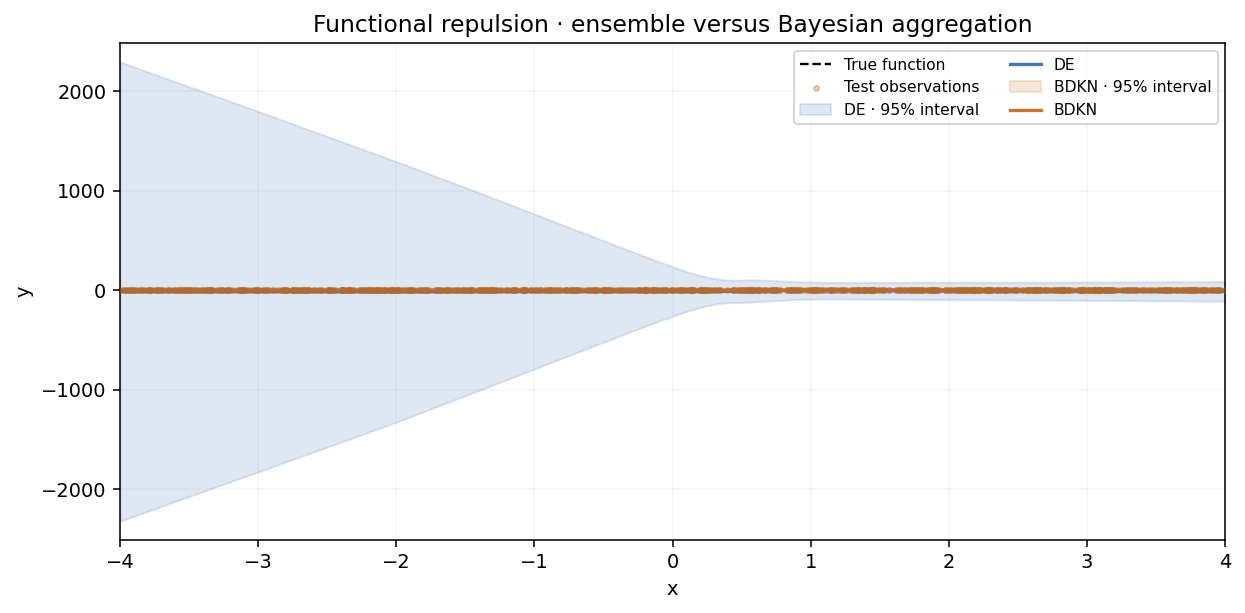 Functional repulsion · ensemble versus Bayesian aggregation
True function
Test observations
DE · 95% interval
DE
BDKN · 95% interval
BDKN
y
2000
1000
0
−1000
−2000
−4
−3
−2
−1
0
1
2
3
4
x